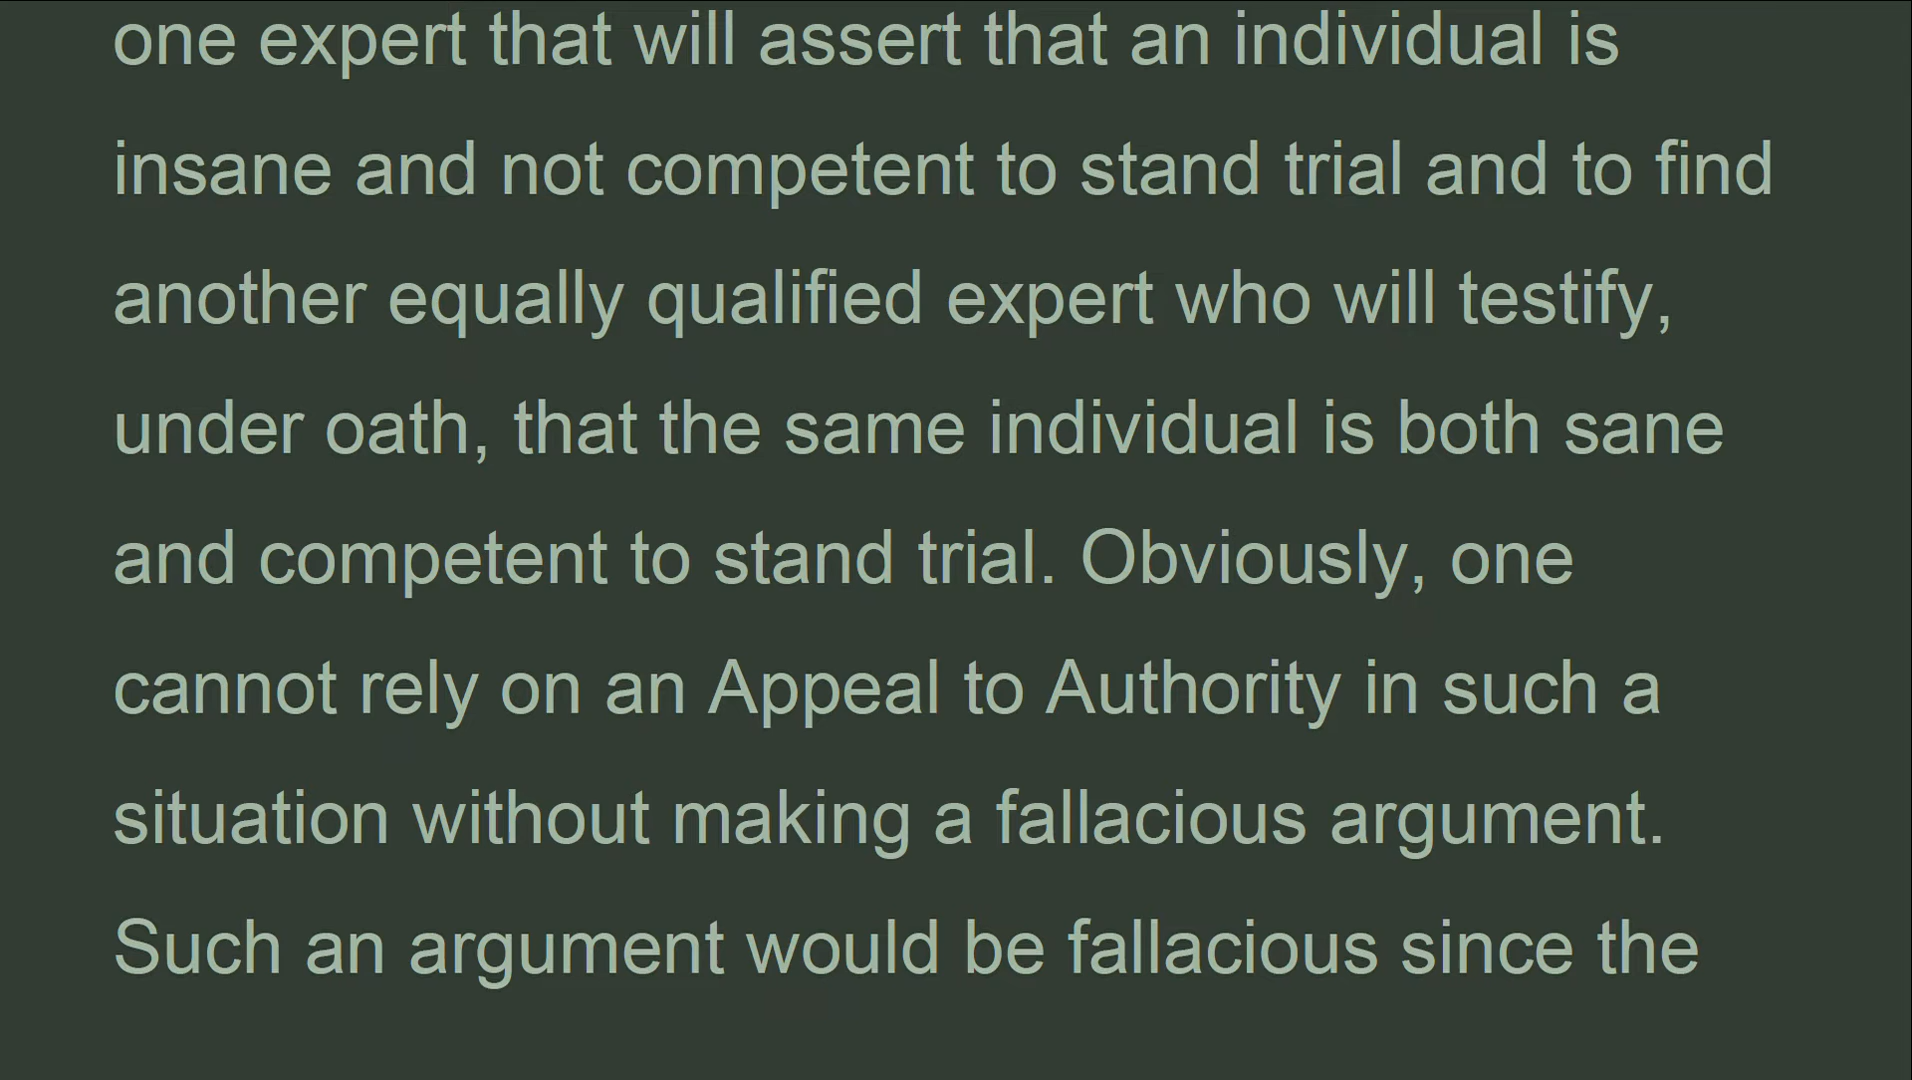 one expert that will assert that an individual is
insane and not competent to stand trial and to find
another equally qualified expert who will testify,
under oath, that the same individual is both sane
and competent to stand trial. Obviously, one
cannot rely on an Appeal to Authority in such a
situation without making a fallacious argument.
Such an argument would be fallacious since the